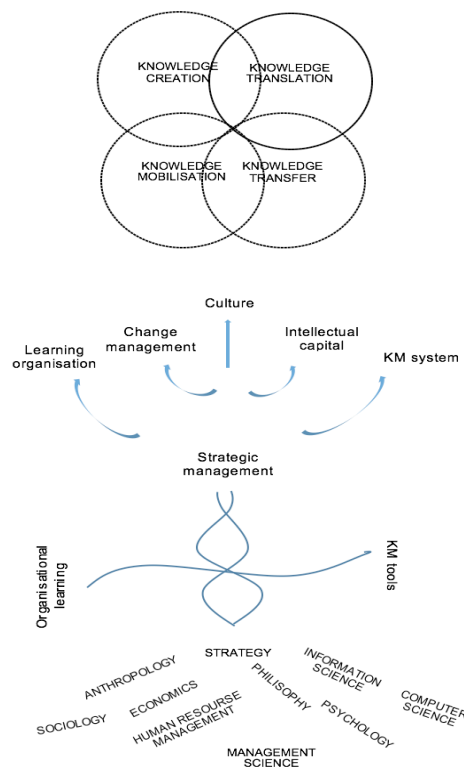 KNOWLEDGE
CREATION
KNOWLEDGE
TRANSLATION
KNOWLEDGE
MOBILISATION
KNOWLEDGE
TRANSFER
Culture
Change
management
Intellectual
capital
Learning
organisation
KM system
Strategic
management
Organisational
learning
KM tools
STRATEGY
ANTHROPOLOGY
INFORMATION
SCIENCE
SOCIOLOGY
ECONOMICS
PHILISOPHY
COMPUTER
SCIENCE
HUMAN RESOURSE
MANAGEMENT
PSYCHOLOGY
MANAGEMENT
SCIENCE